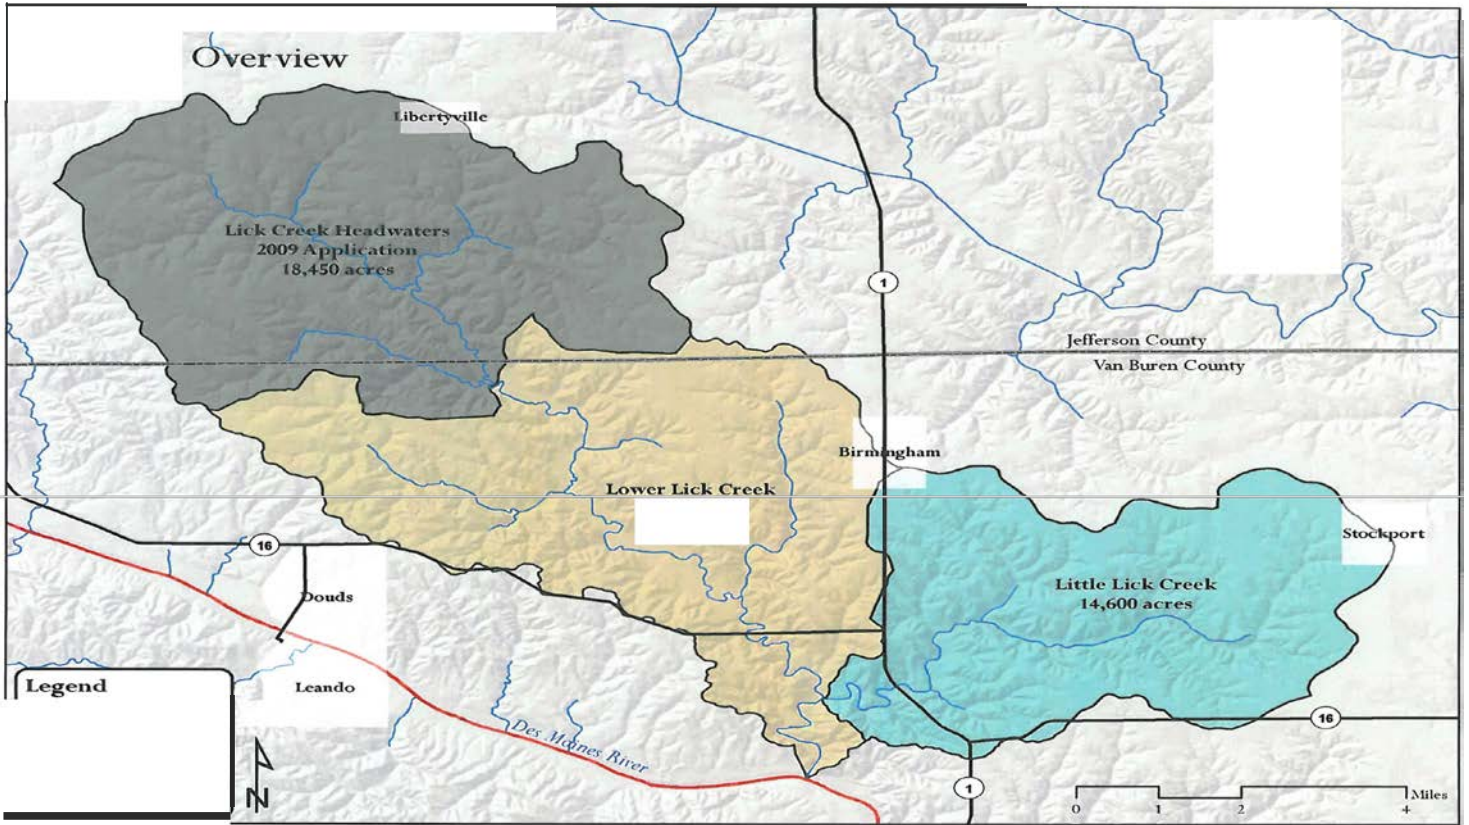 Overview
Libertyville
Lick Creek Headwaters
2009 Application
18,450 acres
1
Jefferson County
Van Buren County
Birmingham
Lower Lick Creek
Stockport
16
Little Lick Creek
14,600 acres
Douds
Legend
Leando
16
Des Moines River
N
1
Miles
0 1 2 4